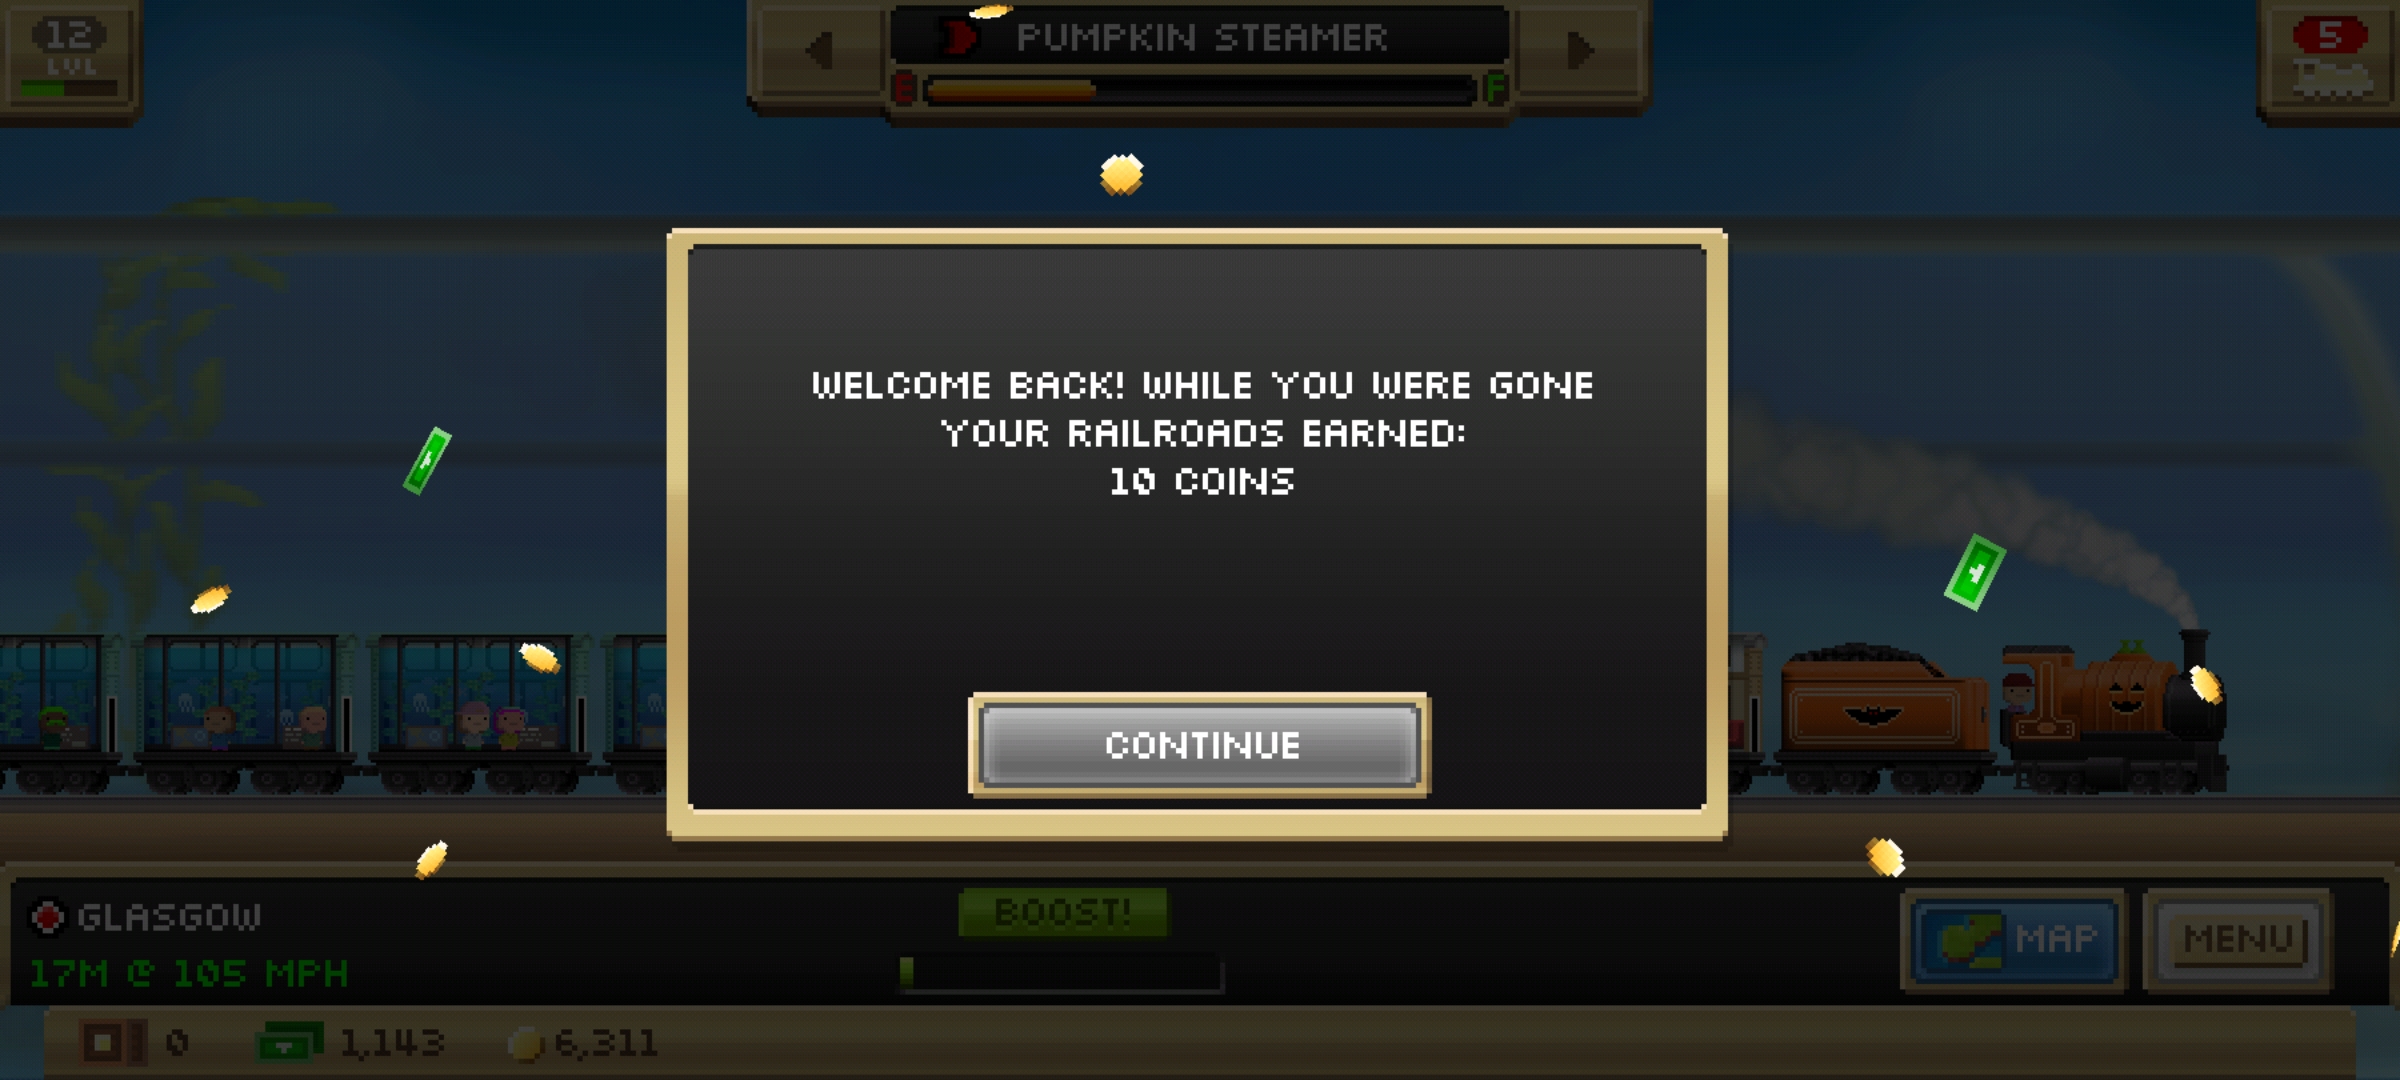 12
LVL
PUMPKIN STEAMER
E F
5
WELCOME BACK! WHILE YOU WERE GONE
YOUR RAILROADS EARNED:
10 COINS
CONTINUE
GLASGOW
17M @ 105 MPH
BOOST!
MAP
MENU
0 1,143 6,311